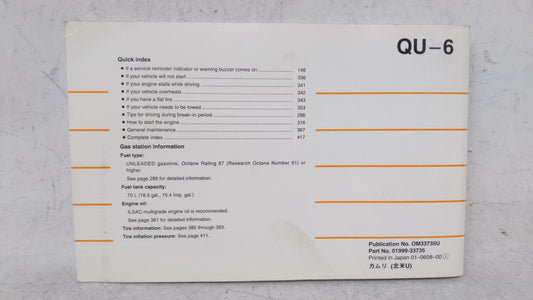 QU–6
Quick index
● If a service reminder indicator or warning buzzer comes on 146
● If your vehicle will not start 336
● If your engine stalls while driving 341
● If your vehicle overheats 342
● If you have a flat tire 343
● If your vehicle needs to be towed 353
● Tips for driving during break-in period 286
● How to start the engine 316
● General maintenance 367
● Complete index 417
Gas station information
Fuel type:
UNLEADED gasoline, Octane Rating 87 (Research Octane Number 91) or
higher.
See page 286 for detailed information.
Fuel tank capacity:
70 L (18.5 gal., 15.4 Imp. gal.)
Engine oil:
ILSAC multigrade engine oil is recommended.
See page 381 for detailed information.
Tire information: See pages 385 through 393.
Tire inflation pressure: See page 411.
Publication No. OM33735U
Part No. 01999-33735
Printed in Japan 01–0608–00 1
カムリ (北米U)